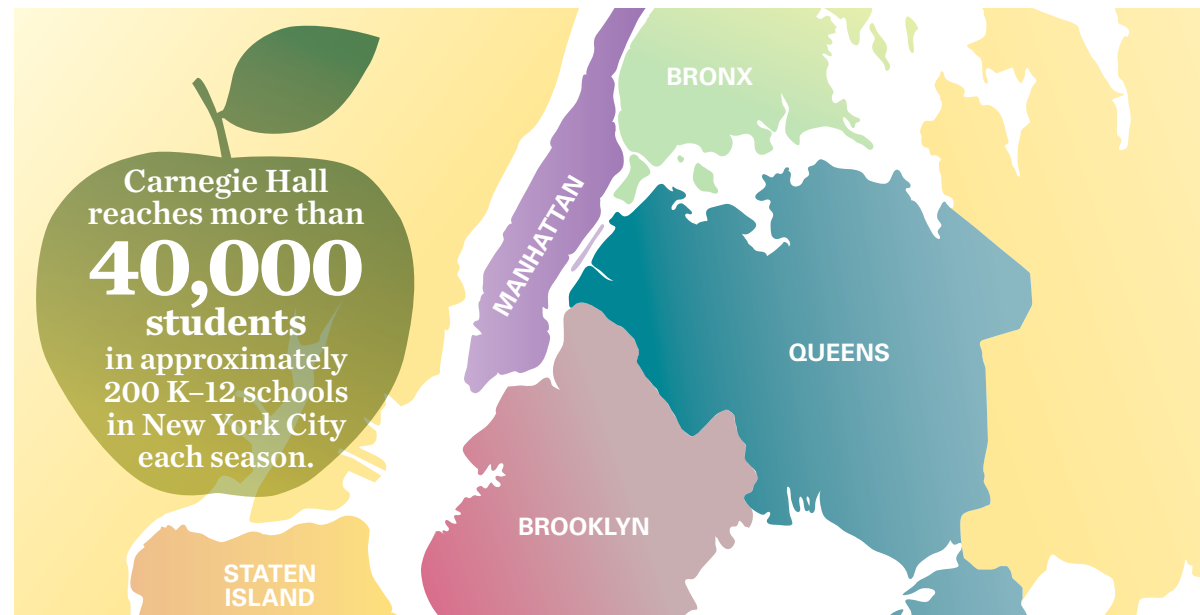 Carnegie Hall
reaches more than
40,000
students
in approximately
200 K–12 schools
in New York City
each season.
BRONX
MANHATTAN
QUEENS
BROOKLYN
STATEN
ISLAND